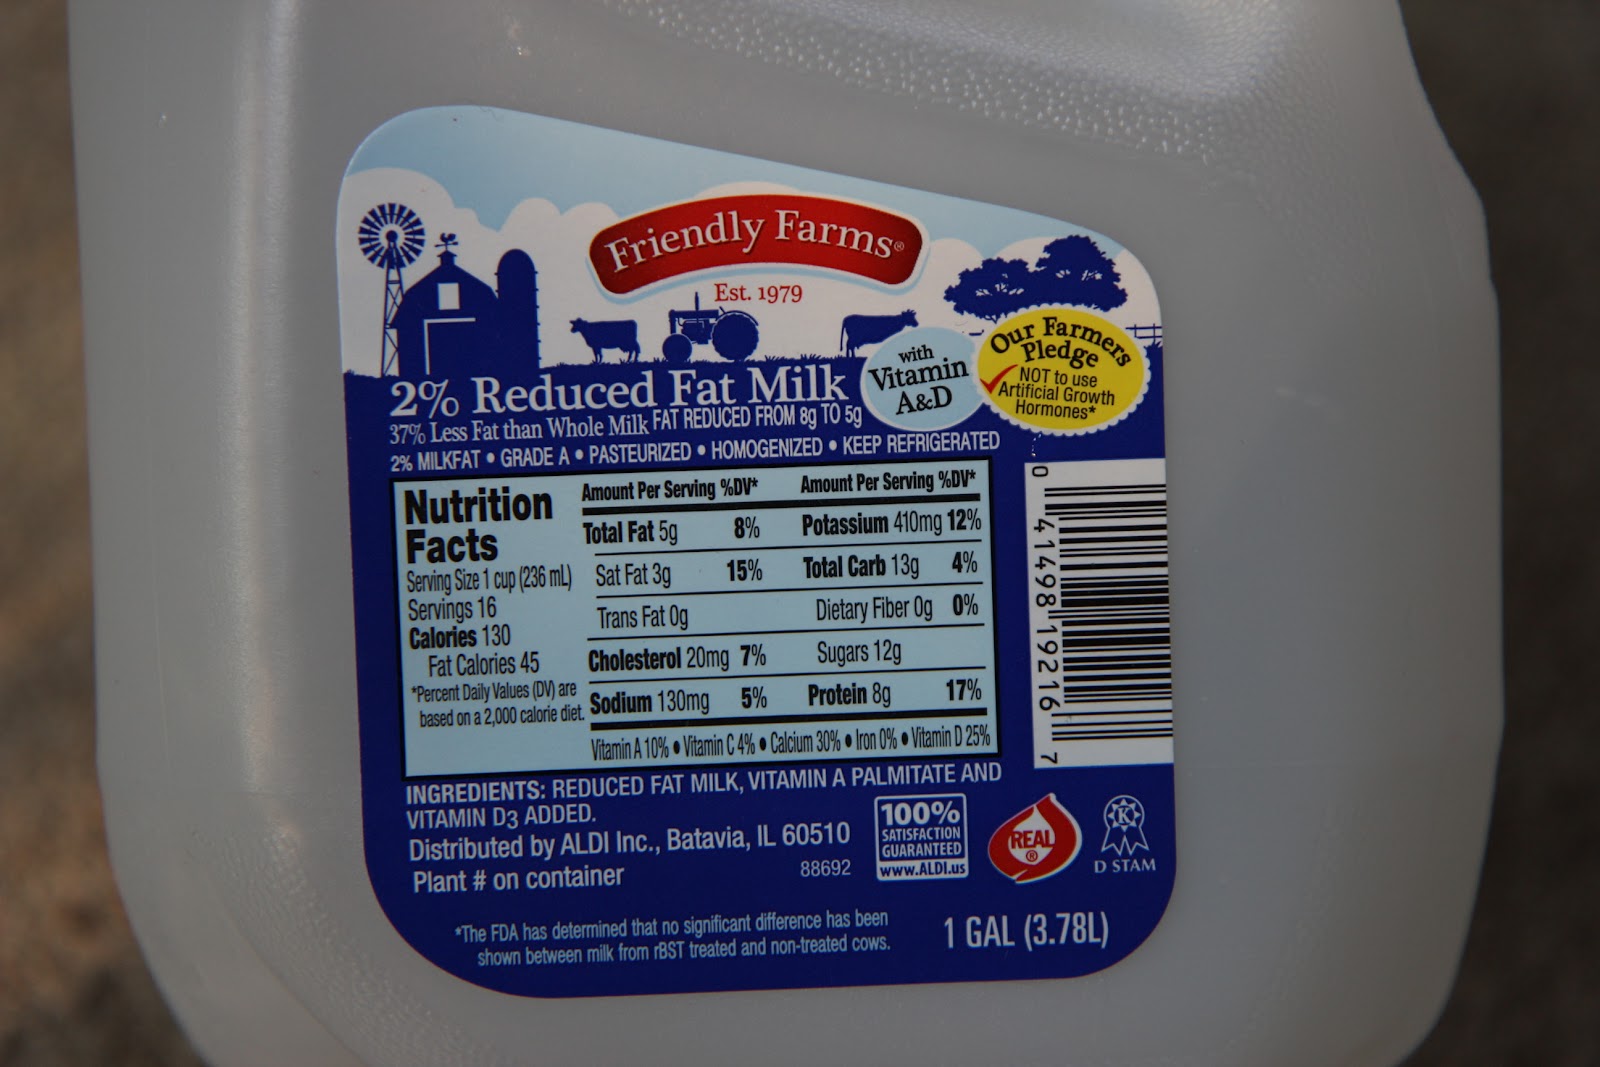 Friendly Farms®
Est. 1979
with
Vitamin
A&D
Our Farmers
Pledge
NOT to use
Artificial Growth
Hormones*
2% Reduced Fat Milk
37% Less Fat than Whole Milk FAT REDUCED FROM 8g TO 5g
2% MILKFAT • GRADE A • PASTEURIZED • HOMOGENIZED • KEEP REFRIGERATED
Nutrition
Facts
Serving Size 1 cup (236 mL)
Servings 16
Calories 130
Fat Calories 45
*Percent Daily Values (DV) are
based on a 2,000 calorie diet.
Amount Per Serving %DV*
Total Fat 5g 8%
Sat Fat 3g 15%
Trans Fat 0g
Cholesterol 20mg 7%
Sodium 130mg 5%
Amount Per Serving %DV*
Potassium 410mg 12%
Total Carb 13g 4%
Dietary Fiber 0g 0%
Sugars 12g
Protein 8g 17%
Vitamin A 10% • Vitamin C 4% • Calcium 30% • Iron 0% • Vitamin D 25%
0 41498 19216 7
INGREDIENTS: REDUCED FAT MILK, VITAMIN A PALMITATE AND
VITAMIN D3 ADDED.
Distributed by ALDI Inc., Batavia, IL 60510
Plant # on container
88692
100%
SATISFACTION
GUARANTEED
www.ALDI.us
REAL
®
K
D STAM
*The FDA has determined that no significant difference has been
shown between milk from rBST treated and non-treated cows.
1 GAL (3.78L)